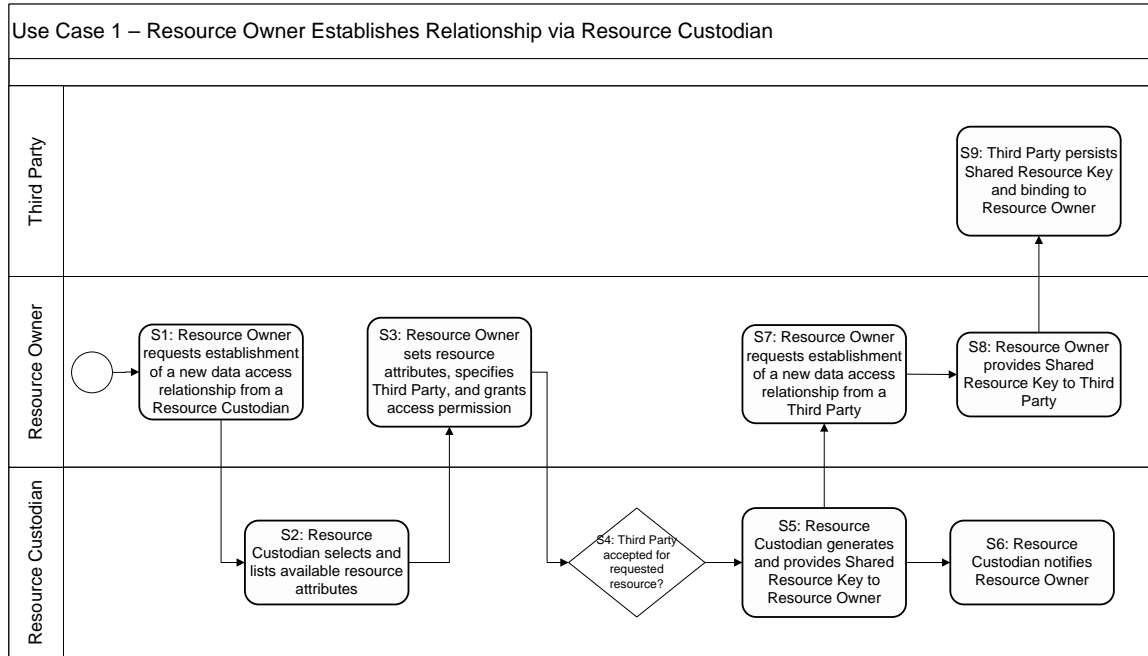 Use Case 1 – Resource Owner Establishes Relationship via Resource Custodian
Third Party
S9: Third Party persists
Shared Resource Key
and binding to
Resource Owner
Resource Owner
S1: Resource Owner
requests establishment
of a new data access
relationship from a
Resource Custodian
S3: Resource Owner
sets resource
attributes, specifies
Third Party, and grants
access permission
S7: Resource Owner
requests establishment
of a new data access
relationship from a
Third Party
S8: Resource Owner
provides Shared
Resource Key to Third
Party
Resource Custodian
S2: Resource
Custodian selects and
lists available resource
attributes
S4: Third Party
accepted for
requested
resource?
S5: Resource
Custodian generates
and provides Shared
Resource Key to
Resource Owner
S6: Resource
Custodian notifies
Resource Owner